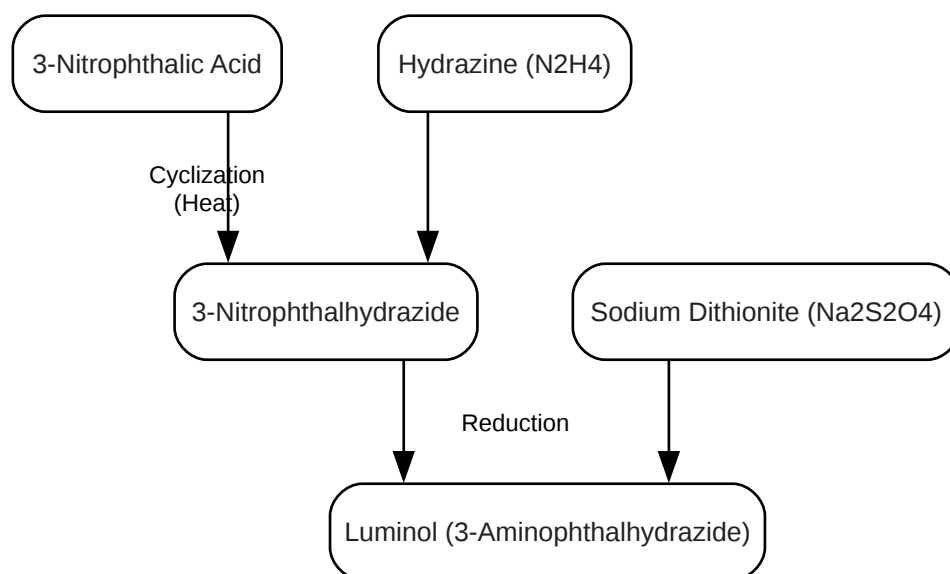 3-Nitrophthalic Acid
Hydrazine (N2H4)
Cyclization
(Heat)
3-Nitrophthalhydrazide
Sodium Dithionite (Na2S2O4)
Reduction
Luminol (3-Aminophthalhydrazide)